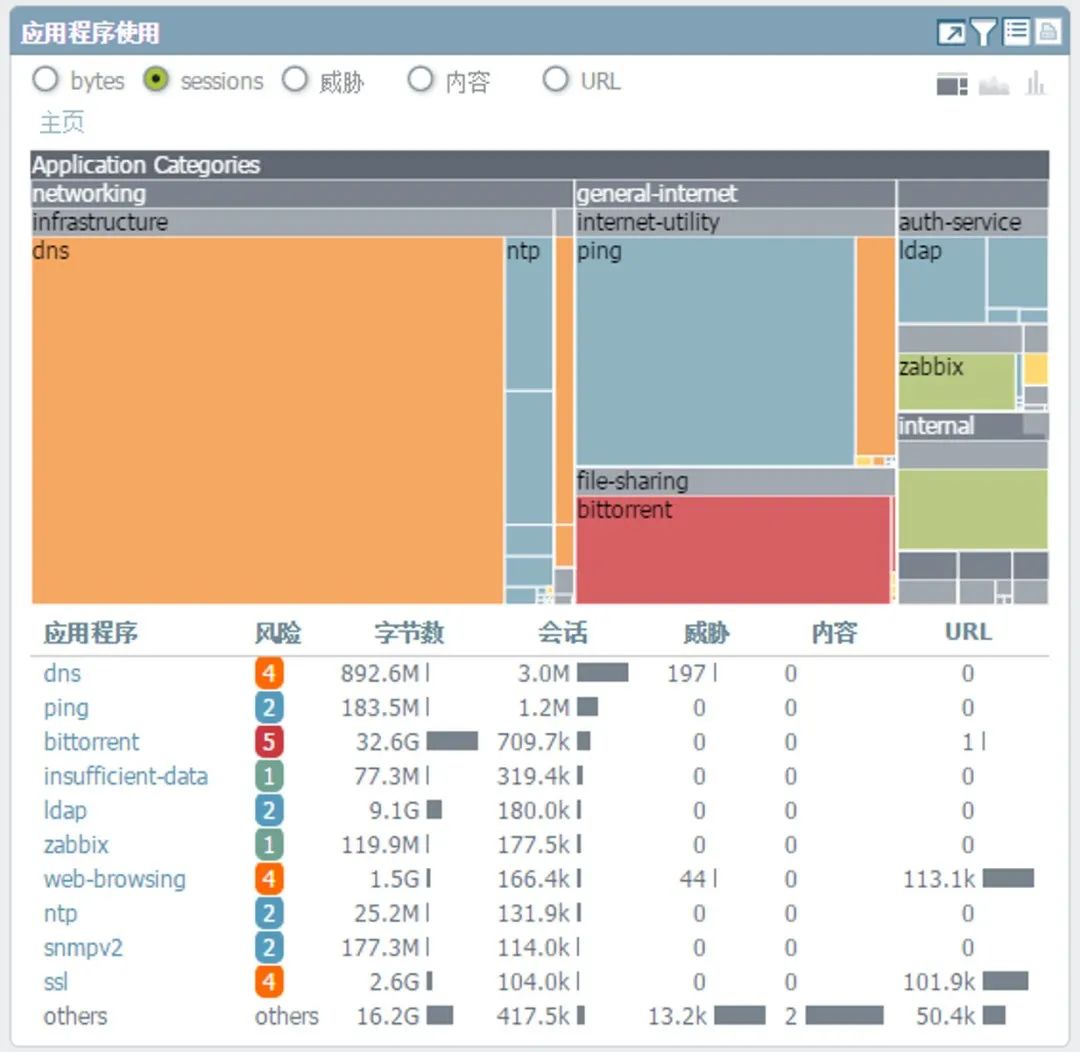 应用程序使用
bytes sessions 威胁 内容 URL
主页
Application Categories
networking general-internet
infrastructure internet-utility auth-service
dns ntp ping ldap
zabbix
internal
file-sharing
bittorrent
应用程序 风险 字节数 会话 威胁 内容 URL
dns 4 892.6M 3.0M 197 0 0
ping 2 183.5M 1.2M 0 0 0
bittorrent 5 32.6G 709.7k 0 0 1
insufficient-data 1 77.3M 319.4k 0 0 0
ldap 2 9.1G 180.0k 0 0 0
zabbix 1 119.9M 177.5k 0 0 0
web-browsing 4 1.5G 166.4k 44 0 113.1k
ntp 2 25.2M 131.9k 0 0 0
snmpv2 2 177.3M 114.0k 0 0 0
ssl 4 2.6G 104.0k 0 0 101.9k
others others 16.2G 417.5k 13.2k 2 50.4k